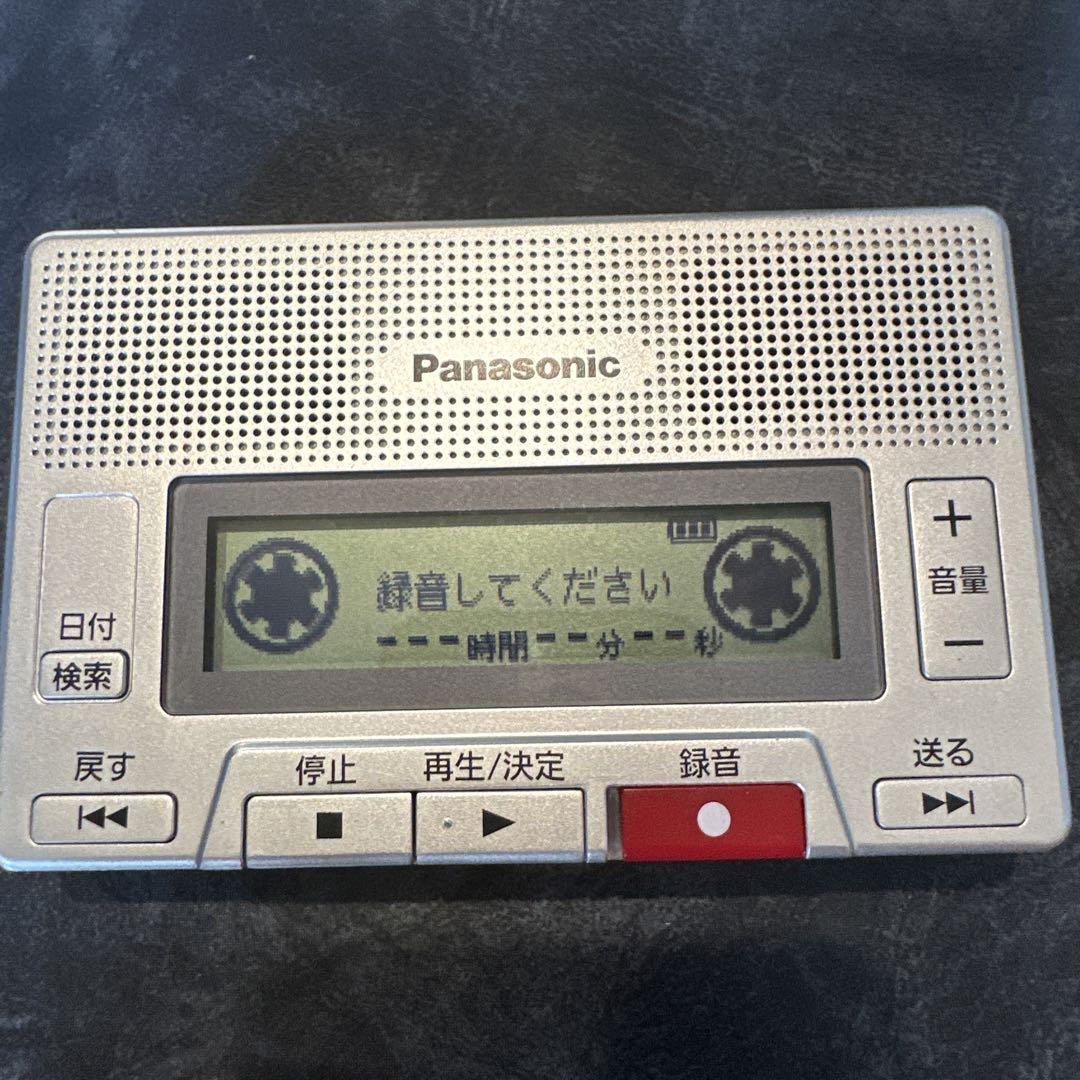 Panasonic
録音してください
---時間--分--秒
+
音量
−
日付
検索
戻す
停止
再生/決定
録音
送る